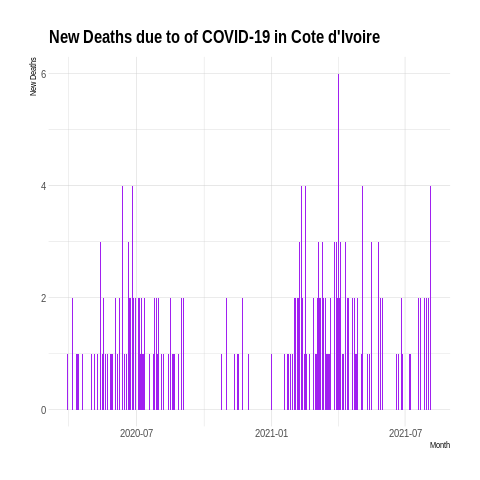 New Deaths due to of COVID-19 in Cote d'Ivoire
New Deaths
6
4
2
0
2020-07
2021-01
2021-07
Month